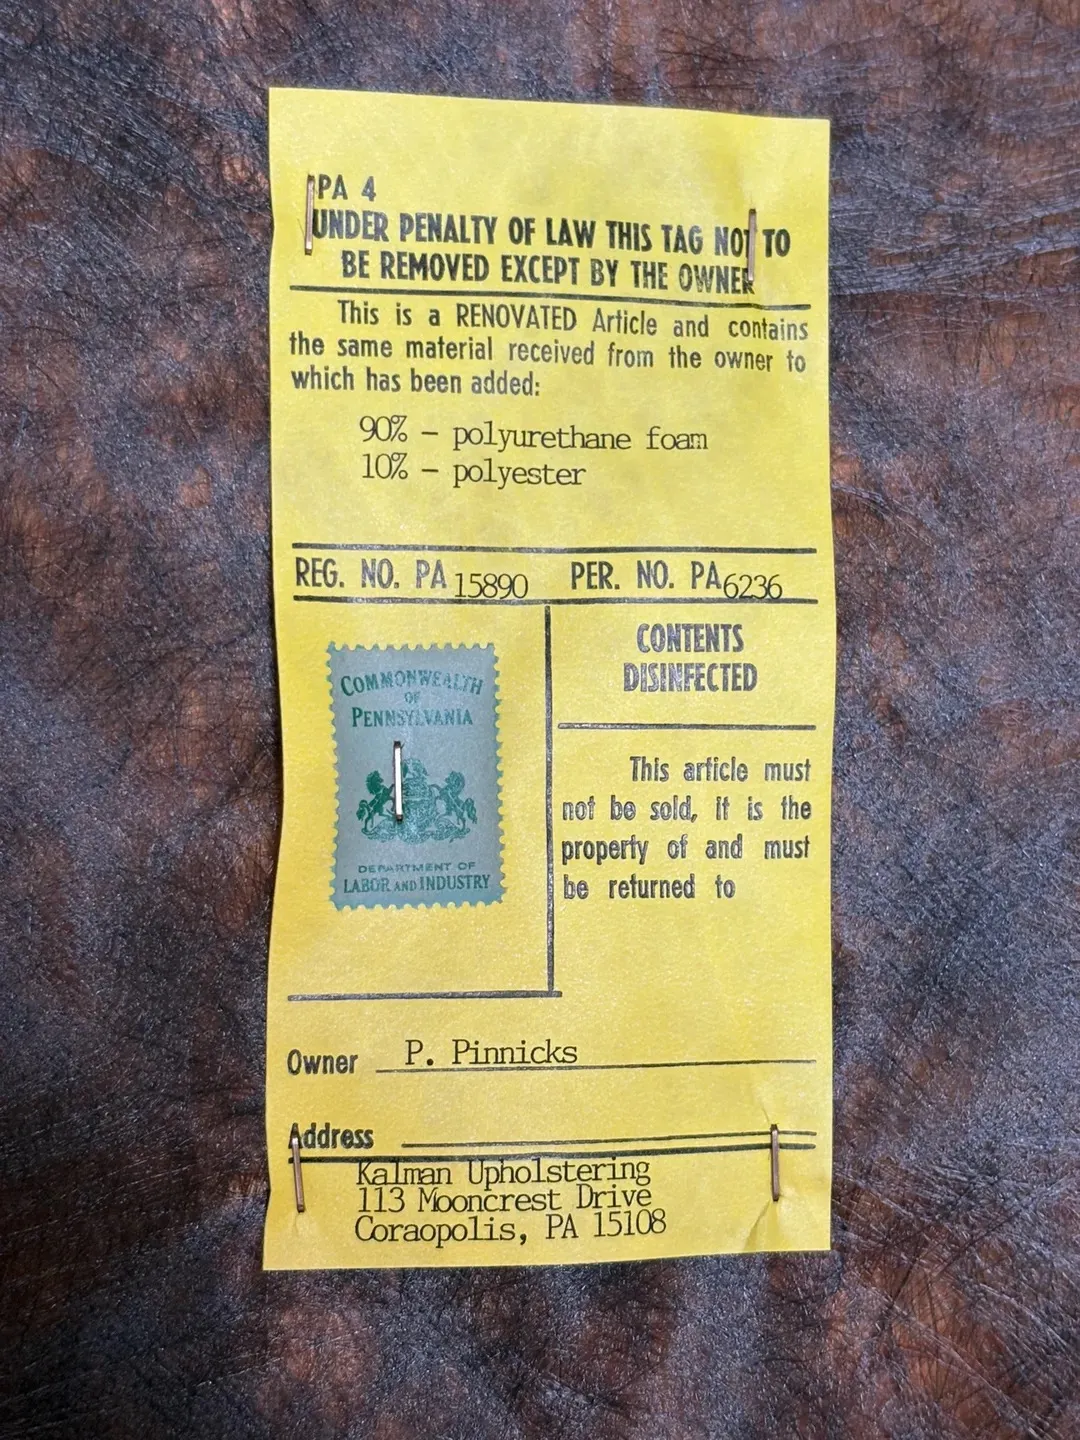 PA 4
UNDER PENALTY OF LAW THIS TAG NOT TO
BE REMOVED EXCEPT BY THE OWNER
This is a RENOVATED Article and contains
the same material received from the owner to
which has been added:
90% - polyurethane foam
10% - polyester
REG. NO. PA 15890 PER. NO. PA 6236
COMMONWEALTH
OF
PENNSYLVANIA
DEPARTMENT OF
LABOR AND INDUSTRY
CONTENTS
DISINFECTED
This article must
not be sold, it is the
property of and must
be returned to
Owner P. Pinnicks
Address
Kalman Upholstering
113 Mooncrest Drive
Coraopolis, PA 15108